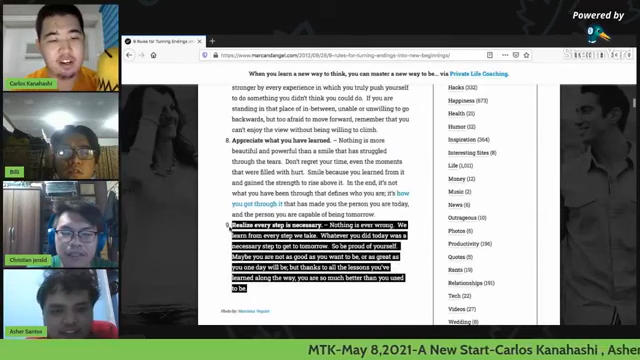 Powered by
Carlos Kanahashi
Billi
Christian Jerold
Asher Santos
9 Rules for Turning Endings int
https://www.marcandangel.com/2012/08/28/9-rules-for-turning-endings-into-new-beginnings/
When you learn a new way to think, you can master a new way to be... via Private Life Coaching.
stronger by every experience in which you truly push yourself
to do something you didn't think you could do. If you are
standing in that place of in-between, unable or unwilling to go
backwards, but too afraid to move forward, remember that you
can't enjoy the view without being willing to climb.
8. Appreciate what you have learned. – Nothing is more
beautiful and powerful than a smile that has struggled
through the tears. Don't regret your time, even the moments
that were filled with hurt. Smile because you learned from it
and gained the strength to rise above it. In the end, it's not
what you have been through that defines who you are; it's how
you got through it that has made you the person you are today,
and the person you are capable of being tomorrow.
9. Realize every step is necessary. – Nothing is ever wrong. We
learn from every step we take. Whatever you did today was a
necessary step to get to tomorrow. So be proud of yourself.
Maybe you are not as good as you want to be, or as great as
you one day will be; but thanks to all the lessons you've
learned along the way, you are so much better than you used
to be.
Photo by:
Hacks (332)
Happiness (673)
Health (21)
Humor (12)
Inspiration (364)
Interesting Sites (8)
Life (1,011)
Money (12)
Music (2)
News (6)
Outrageous (10)
Photos (6)
Productivity (196)
Quotes (5)
Rants (19)
Relationships (191)
Tech (22)
Videos (27)
Wedding (8)
MTK-May 8,2021-A New Start-Carlos Kanahashi , Asher